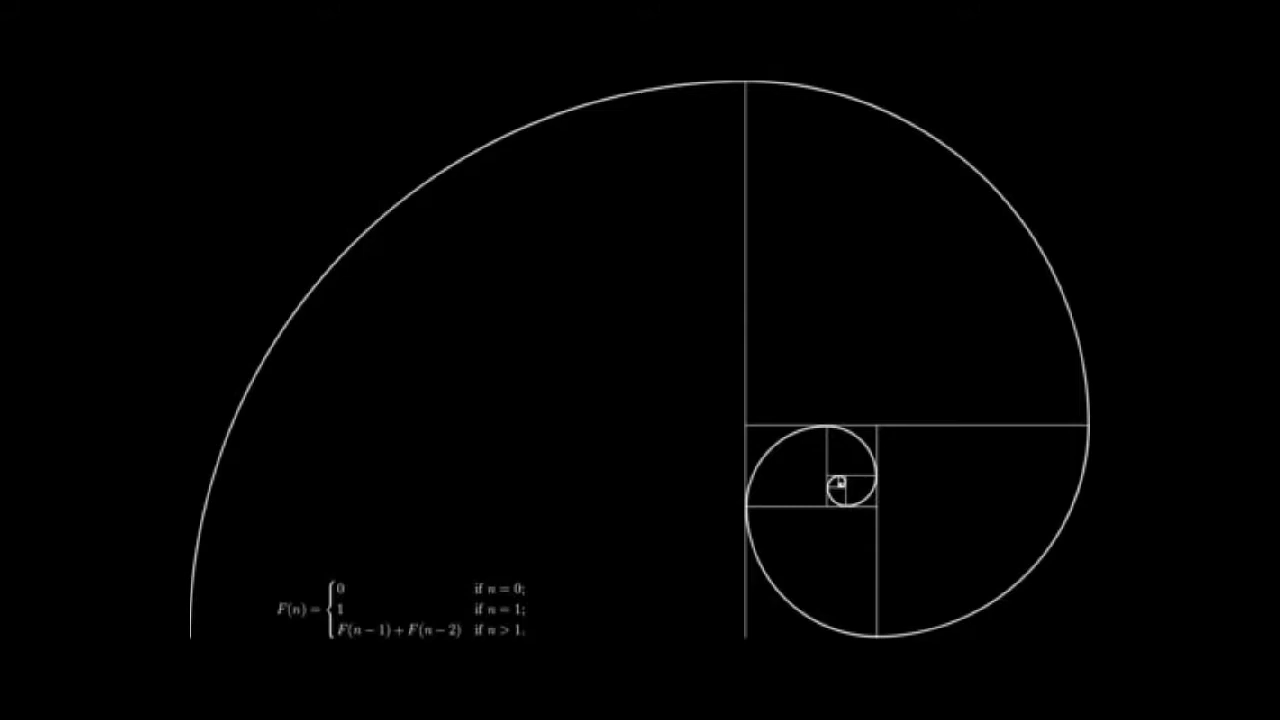 0 if n = 0;
F(n) = { 1 if n = 1;
F(n − 1) + F(n − 2) if n > 1.